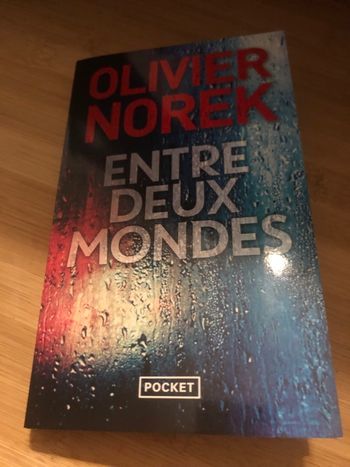 OLIVIER
NOREK
ENTRE
DEUX
MONDES
POCKET